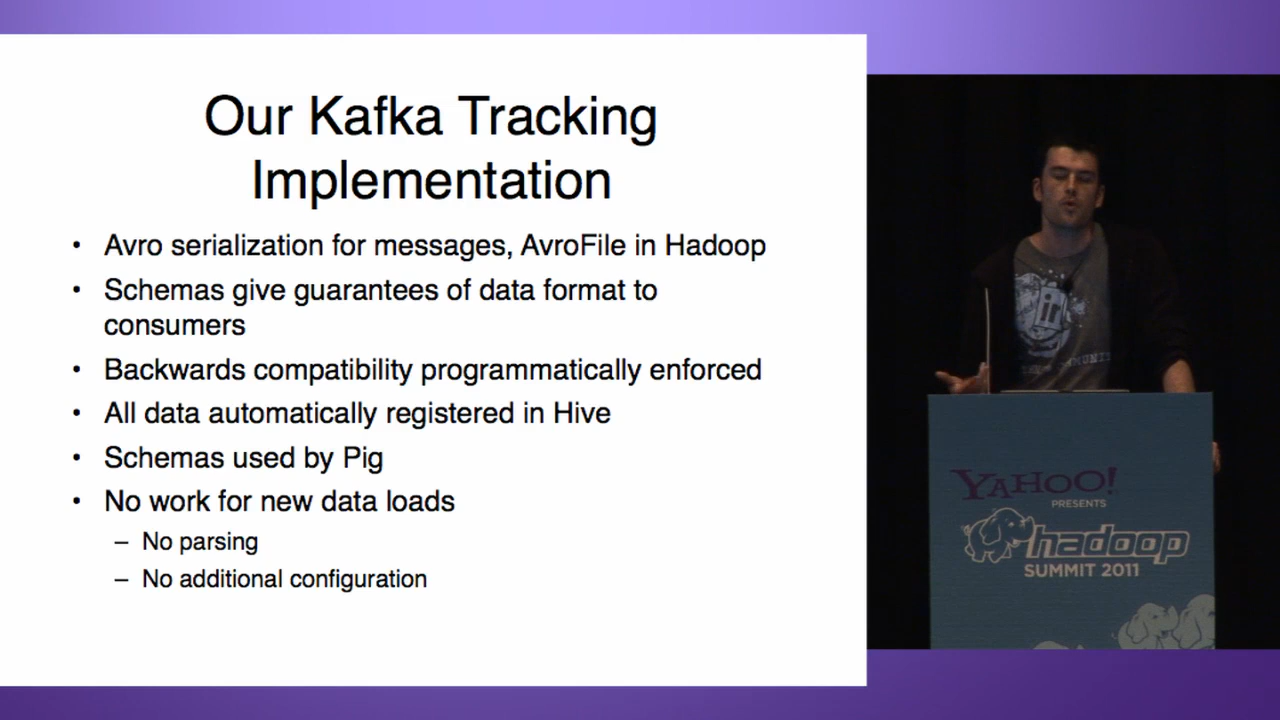 Our Kafka Tracking
Implementation
• Avro serialization for messages, AvroFile in Hadoop
• Schemas give guarantees of data format to
consumers
• Backwards compatibility programmatically enforced
• All data automatically registered in Hive
• Schemas used by Pig
• No work for new data loads
– No parsing
– No additional configuration
in
YAHOO!
PRESENTS
hadoop
SUMMIT 2011